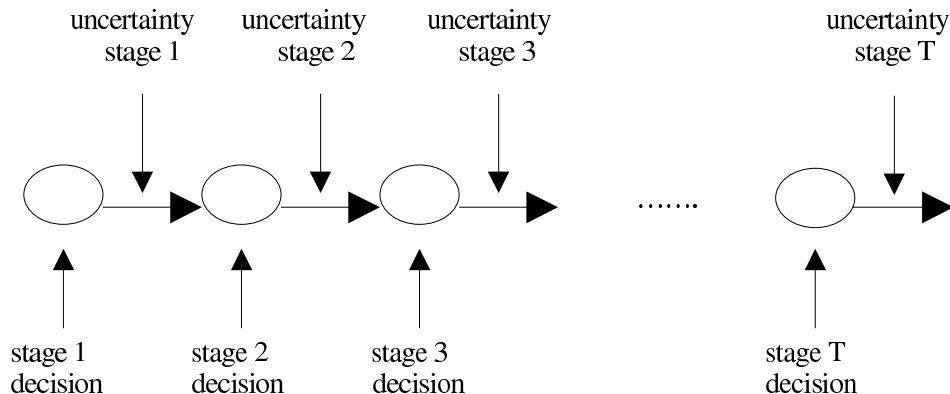 uncertainty
stage 1
uncertainty
stage 2
uncertainty
stage 3
uncertainty
stage T
.......
stage 1
decision
stage 2
decision
stage 3
decision
stage T
decision